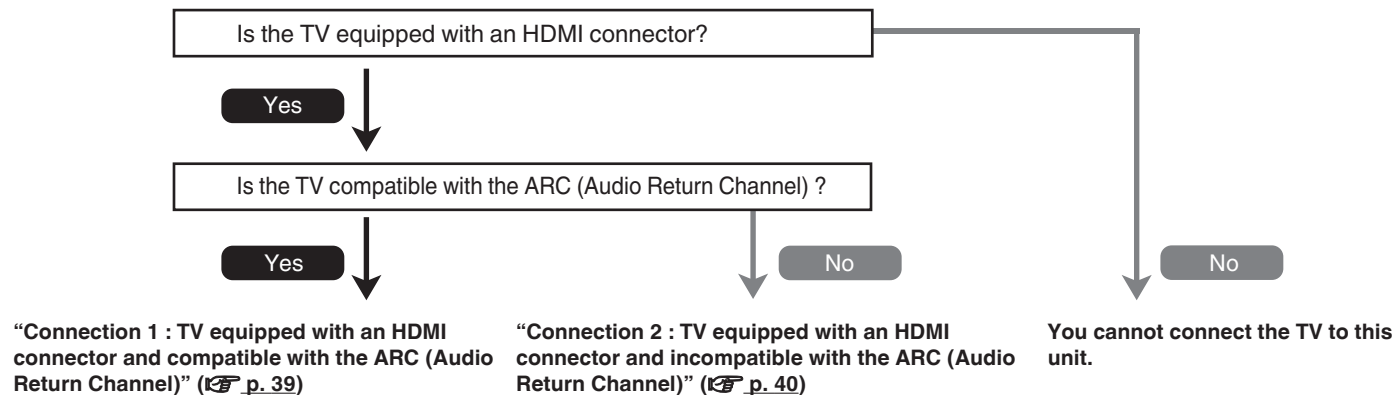 Is the TV equipped with an HDMI connector?
Yes
Is the TV compatible with the ARC (Audio Return Channel) ?
Yes
No
No
“Connection 1 : TV equipped with an HDMI
connector and compatible with the ARC (Audio
Return Channel)” (☞ p. 39)
“Connection 2 : TV equipped with an HDMI
connector and incompatible with the ARC (Audio
Return Channel)” (☞ p. 40)
You cannot connect the TV to this
unit.